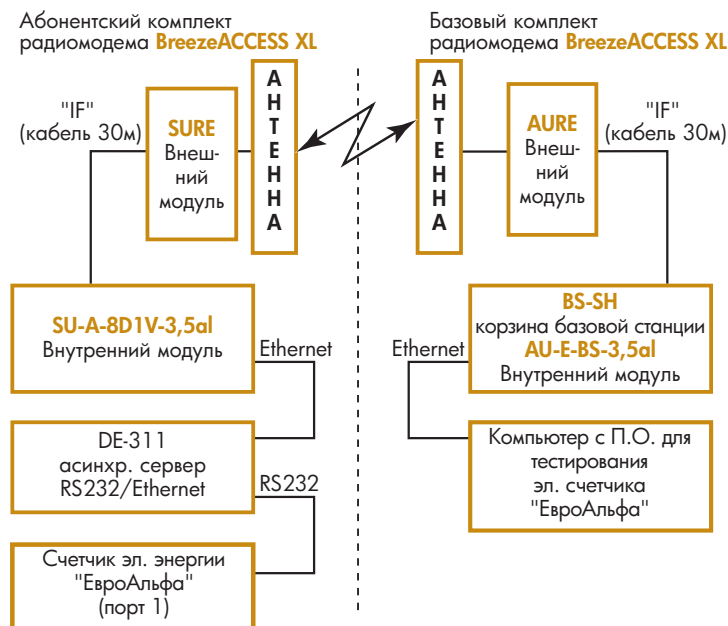 Абонентский комплект
радиомодема BreezeACCESS XL
"IF"
(кабель 30м)
SURE
Внеш-
ний
модуль
АНТЕННА
SU-A-8D1V-3,5al
Внутренний модуль
Ethernet
DE-311
асинхр. сервер
RS232/Ethernet
RS232
Счетчик эл. энергии
"ЕвроАльфа"
(порт 1)
Базовый комплект
радиомодема BreezeACCESS XL
АНТЕННА
AURE
Внеш-
ний
модуль
"IF"
(кабель 30м)
BS-SH
корзина базовой станции
AU-E-BS-3,5al
Внутренний модуль
Ethernet
Компьютер с П.О. для
тестирования
эл. счетчика
"ЕвроАльфа"